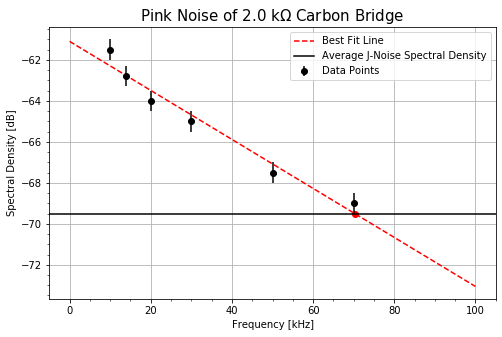 Pink Noise of 2.0 kΩ Carbon Bridge
Best Fit Line
Average J-Noise Spectral Density
Data Points
Spectral Density [dB]
−62
−64
−66
−68
−70
−72
0 20 40 60 80 100
Frequency [kHz]